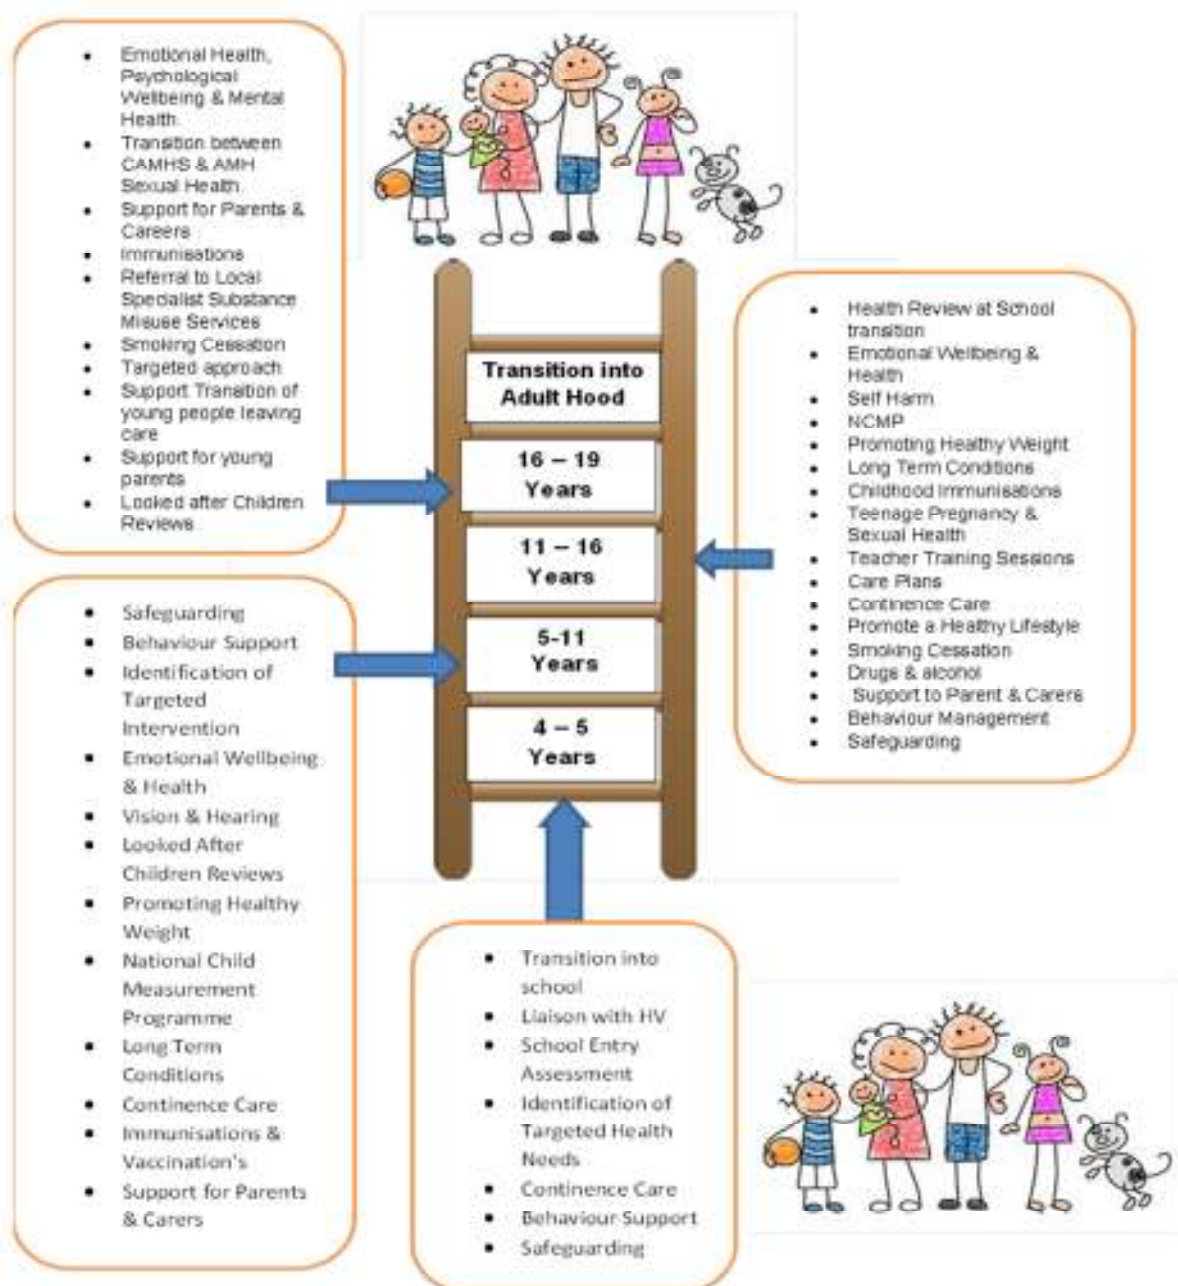 • Emotional Health,
Psychological
Wellbeing & Mental
Health.
• Transition between
CAMHS & AMH
Sexual Health.
• Support for Parents &
Careers
• Immunisations
• Referral to Local
Specialist Substance
Misuse Services
• Smoking Cessation
• Targeted approach
• Support Transition of
young people leaving
care
• Support for young
parents
• Looked after Children
Reviews
Transition into
Adult Hood
16 – 19
Years
11 – 16
Years
5-11
Years
4 – 5
Years
• Health Review at School
transition
• Emotional Wellbeing &
Health
• Self Harm
• NCMP
• Promoting Healthy Weight
• Long Term Conditions
• Childhood Immunisations
• Teenage Pregnancy &
Sexual Health
• Teacher Training Sessions
• Care Plans
• Continence Care
• Promote a Healthy Lifestyle
• Smoking Cessation
• Drugs & alcohol
• Support to Parent & Carers
• Behaviour Management
• Safeguarding
▪ Safeguarding
▪ Behaviour Support
▪ Identification of
Targeted
Intervention
▪ Emotional Wellbeing
& Health
▪ Vision & Hearing
▪ Looked After
Children Reviews
▪ Promoting Healthy
Weight
• National Child
Measurement
Programme
• Long Term
Conditions
• Continence Care
• Immunisations &
Vaccination's
• Support for Parents
& Carers
• Transition into
school
• Liaison with HV
• School Entry
Assessment
• Identification of
Targeted Health
Needs
• Continence Care
• Behaviour Support
• Safeguarding